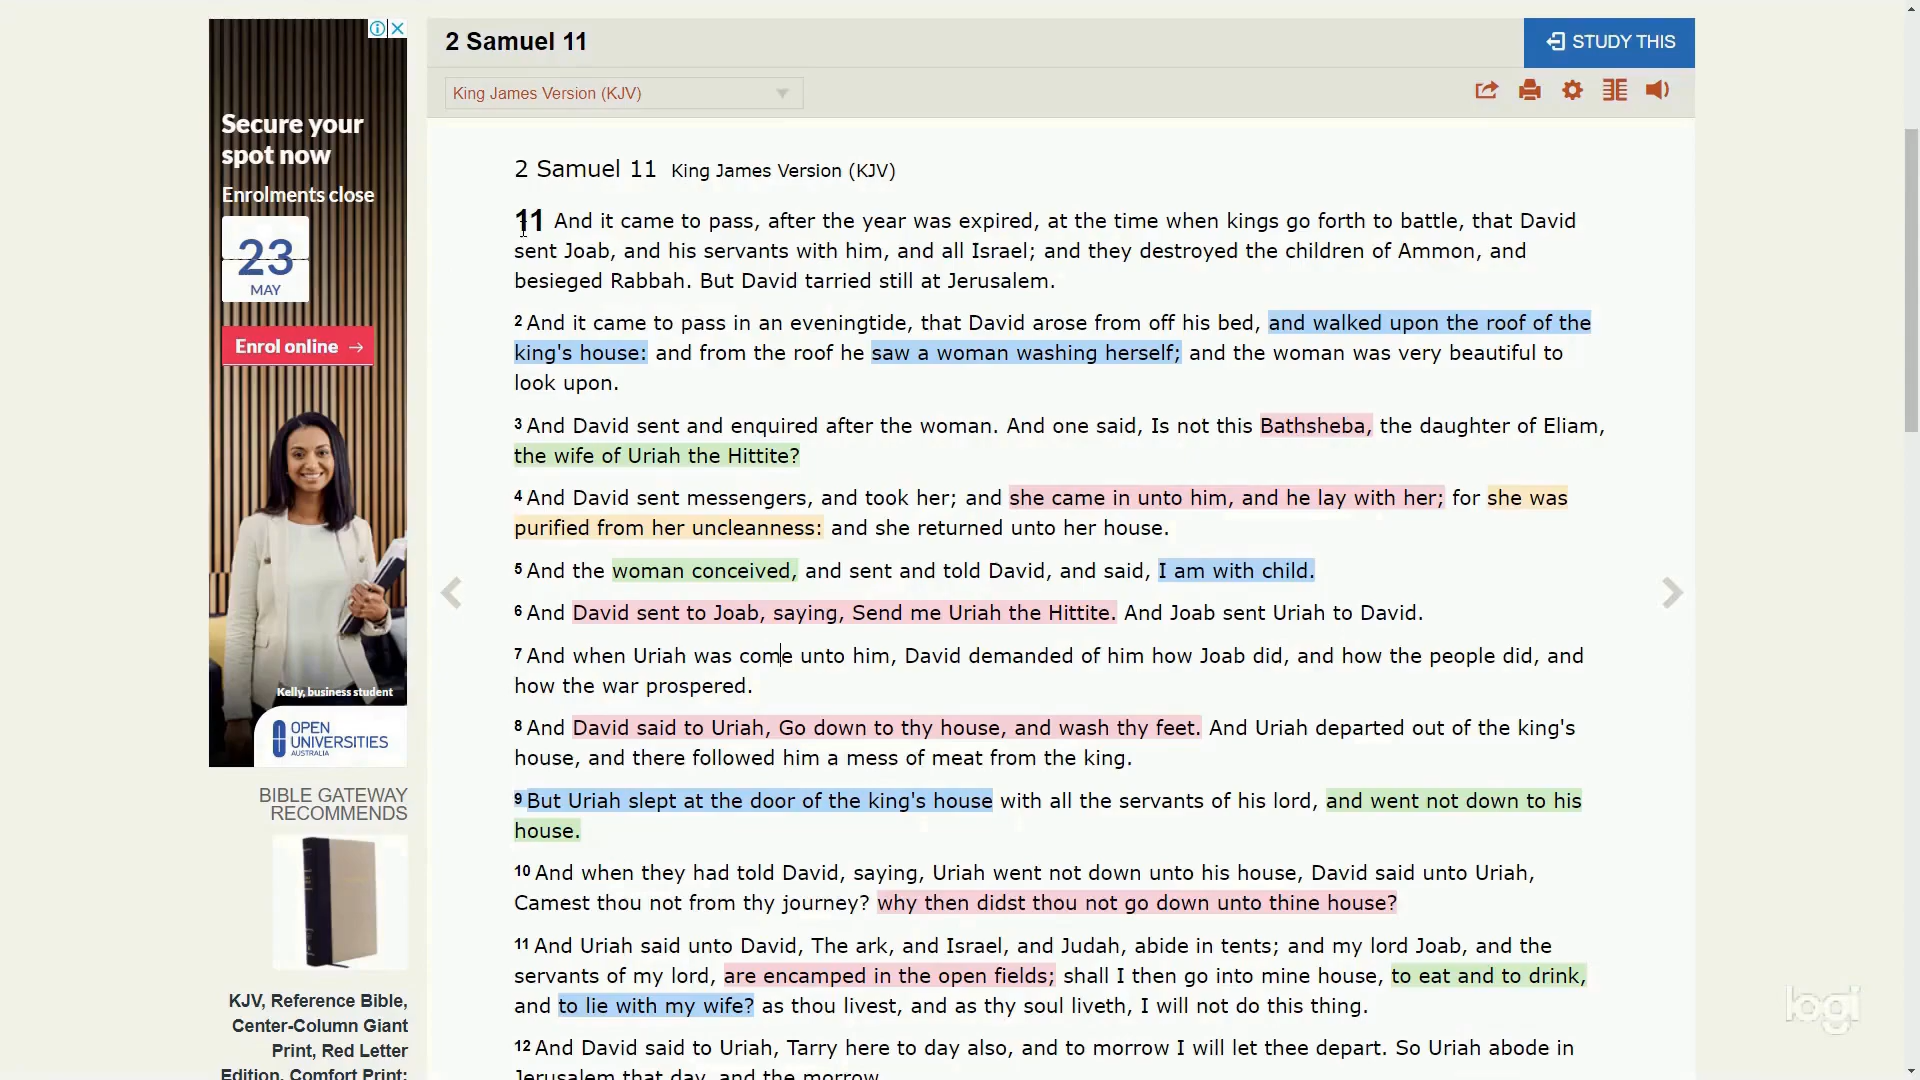 Secure your
spot now
Enrolments close
23
MAY
Enrol online →
Kelly, business student
OPEN
UNIVERSITIES
AUSTRALIA
BIBLE GATEWAY
RECOMMENDS
KJV, Reference Bible,
Center-Column Giant
Print, Red Letter
Edition, Comfort Print:
2 Samuel 11
STUDY THIS
King James Version (KJV)
2 Samuel 11 King James Version (KJV)
11 And it came to pass, after the year was expired, at the time when kings go forth to battle, that David
sent Joab, and his servants with him, and all Israel; and they destroyed the children of Ammon, and
besieged Rabbah. But David tarried still at Jerusalem.
2 And it came to pass in an eveningtide, that David arose from off his bed, and walked upon the roof of the
king's house: and from the roof he saw a woman washing herself; and the woman was very beautiful to
look upon.
3 And David sent and enquired after the woman. And one said, Is not this Bathsheba, the daughter of Eliam,
the wife of Uriah the Hittite?
4 And David sent messengers, and took her; and she came in unto him, and he lay with her; for she was
purified from her uncleanness: and she returned unto her house.
5 And the woman conceived, and sent and told David, and said, I am with child.
6 And David sent to Joab, saying, Send me Uriah the Hittite. And Joab sent Uriah to David.
7 And when Uriah was come unto him, David demanded of him how Joab did, and how the people did, and
how the war prospered.
8 And David said to Uriah, Go down to thy house, and wash thy feet. And Uriah departed out of the king's
house, and there followed him a mess of meat from the king.
9 But Uriah slept at the door of the king's house with all the servants of his lord, and went not down to his
house.
10 And when they had told David, saying, Uriah went not down unto his house, David said unto Uriah,
Camest thou not from thy journey? why then didst thou not go down unto thine house?
11 And Uriah said unto David, The ark, and Israel, and Judah, abide in tents; and my lord Joab, and the
servants of my lord, are encamped in the open fields; shall I then go into mine house, to eat and to drink,
and to lie with my wife? as thou livest, and as thy soul liveth, I will not do this thing.
12 And David said to Uriah, Tarry here to day also, and to morrow I will let thee depart. So Uriah abode in
Jerusalem that day, and the morrow.
logi